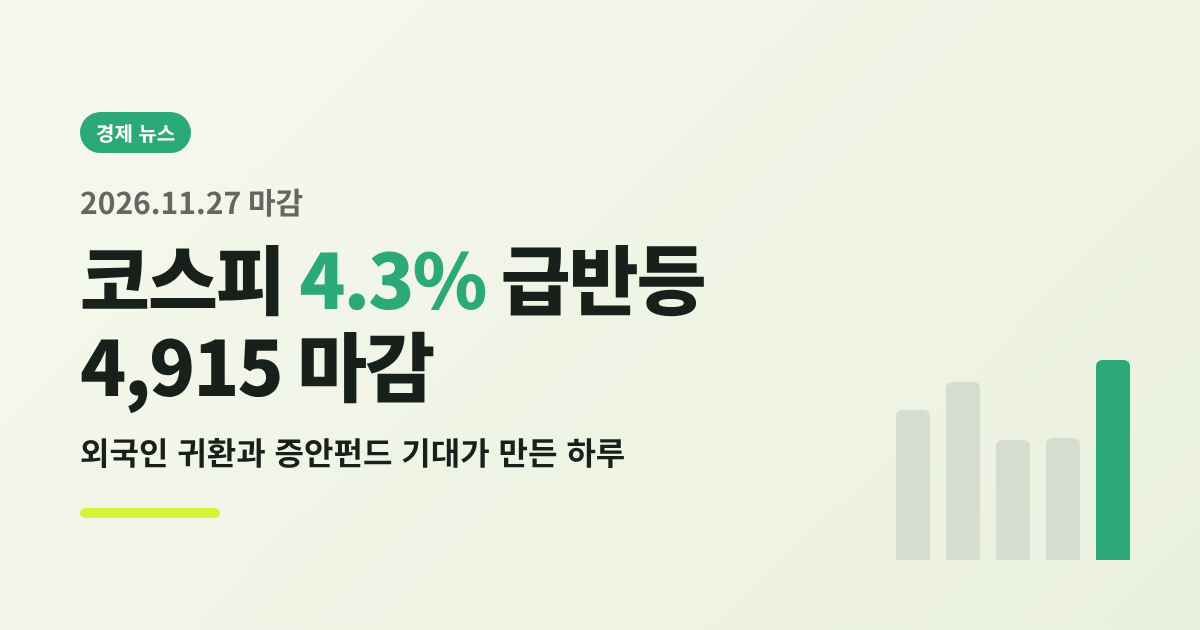 경제 뉴스
2026.11.27 마감
코스피 4.3% 급반등
4,915 마감
외국인 귀환과 증안펀드 기대가 만든 하루